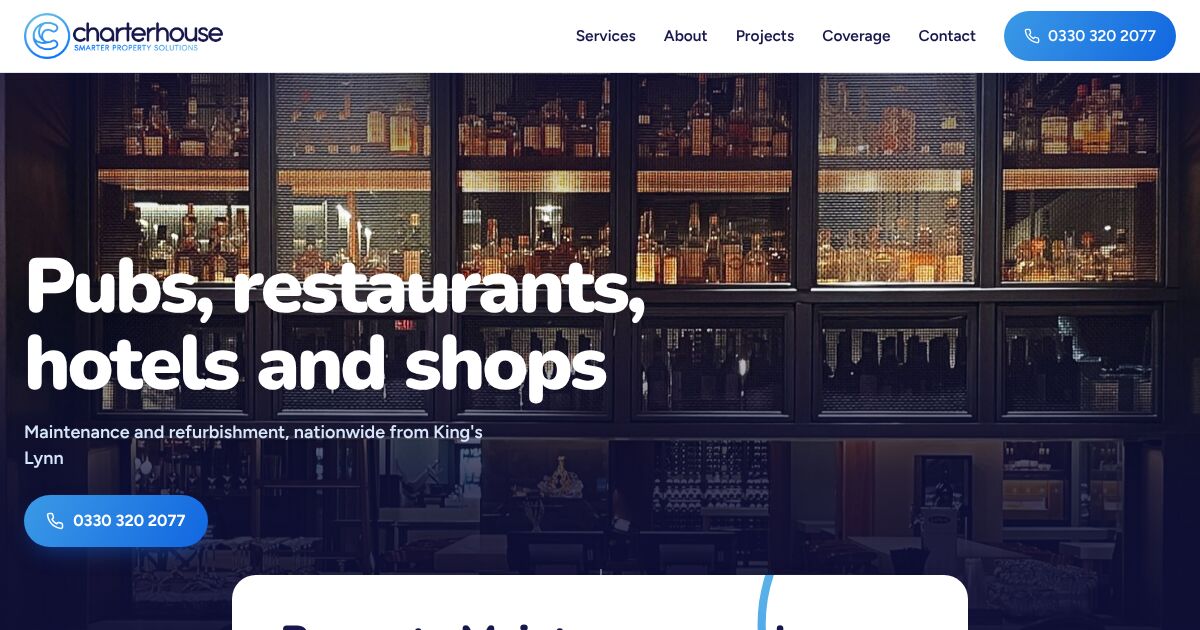 charterhouse
SMARTER PROPERTY SOLUTIONS
Services
About
Projects
Coverage
Contact
0330 320 2077
Pubs, restaurants,
hotels and shops
Maintenance and refurbishment, nationwide from King's
Lynn
0330 320 2077